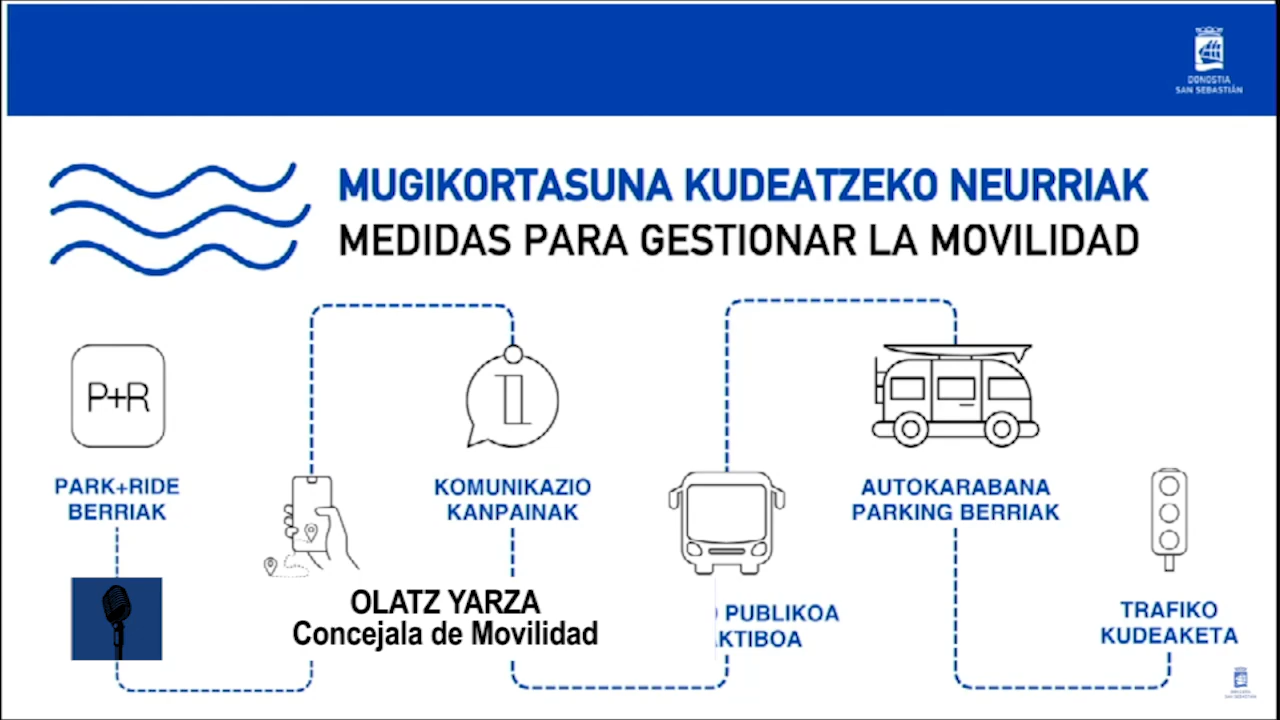 DONOSTIA
SAN SEBASTIÁN
MUGIKORTASUNA KUDEATZEKO NEURRIAK
MEDIDAS PARA GESTIONAR LA MOVILIDAD
P+R
PARK+RIDE
BERRIAK
KOMUNIKAZIO
KANPAINAK
AUTOKARABANA
PARKING BERRIAK
OLATZ YARZA
Concejala de Movilidad
PUBLIKOA
TRAFIKO
KUDEAKETA